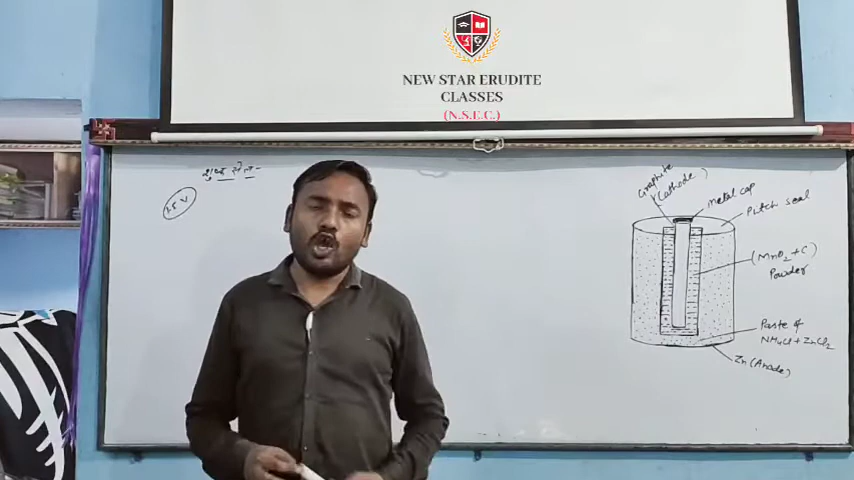 NEW STAR ERUDITE
CLASSES
(N.S.E.C.)
शुष्क सेल-
1.5 V
Graphite
(Cathode)
metal cap
Pitch seal
(MnO2 + C)
Powder
Paste of
NH4Cl + ZnCl2
Zn (Anode)